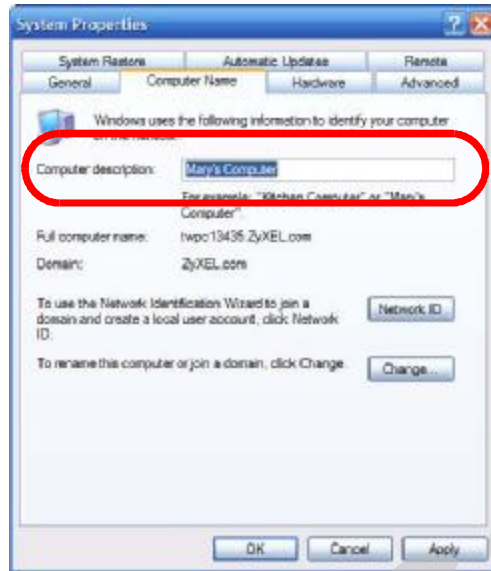 System Properties
System Restore
Automatic Updates
Remote
General
Computer Name
Hardware
Advanced
Windows uses the following information to identify your computer
on the network.
Computer description:
Mary's Computer
For example: "Kitchen Computer" or "Mary's
Computer".
Full computer name:
twpc13435.ZyXEL.com
Domain:
ZyXEL.com
To use the Network Identification Wizard to join a
domain and create a local user account, click Network
ID.
Network ID
To rename this computer or join a domain, click Change.
Change...
OK
Cancel
Apply